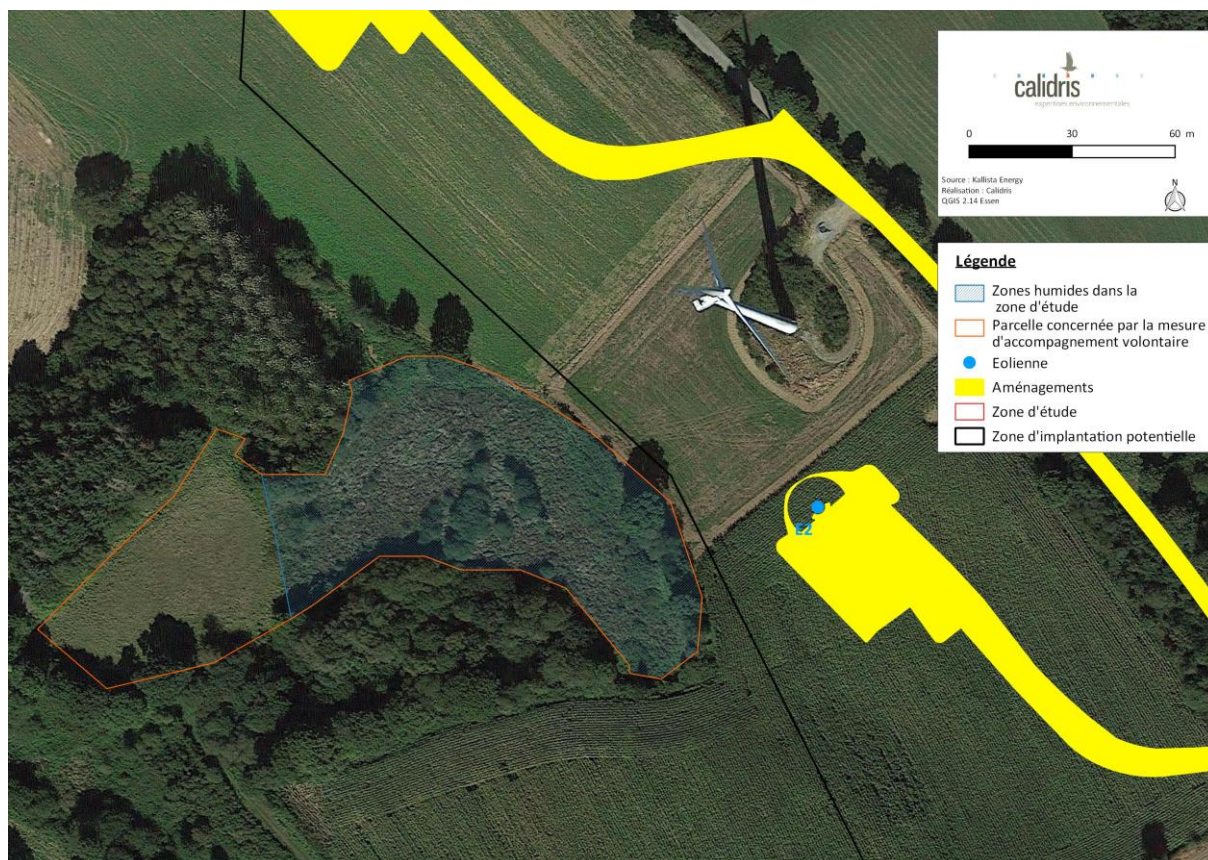 calidris
expertises environnementales
0 30 60 m
Source : Kallista Energy
Réalisation : Calidris
QGIS 2.14 Essen
N
Légende
Zones humides dans la
zone d'étude
Parcelle concernée par la mesure
d'accompagnement volontaire
Eolienne
Aménagements
Zone d'étude
Zone d'implantation potentielle
E2